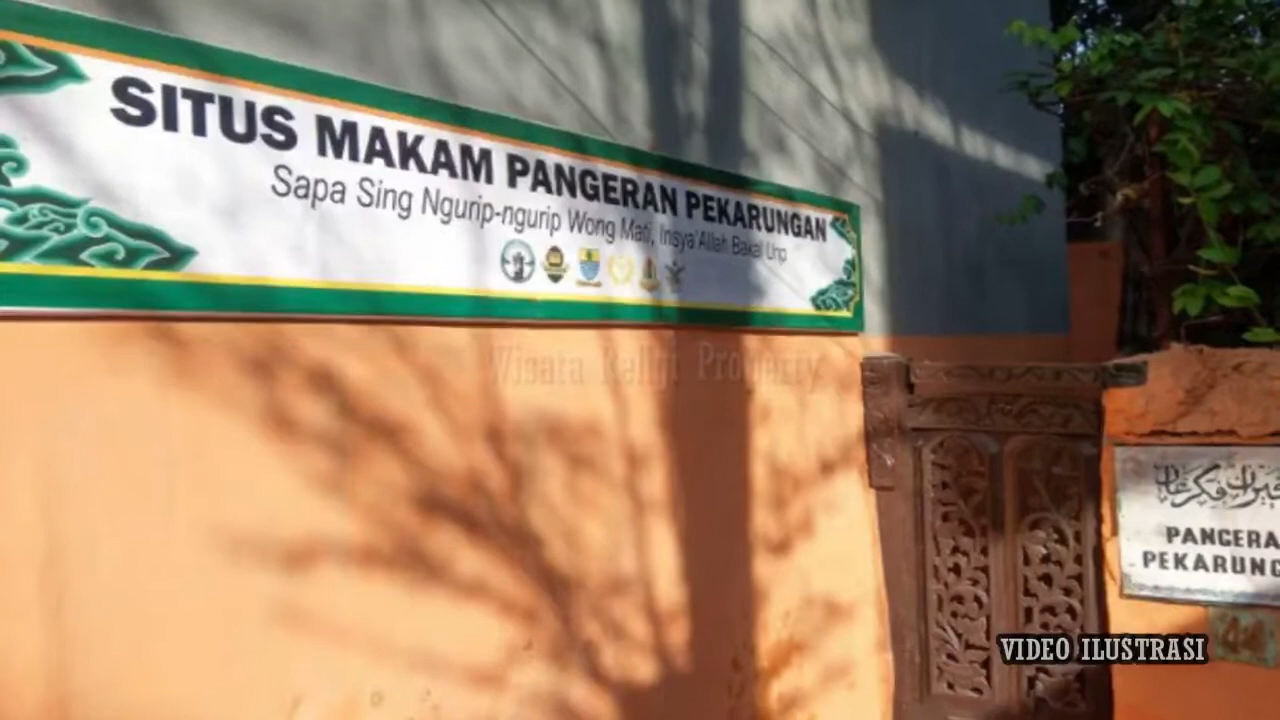 SITUS MAKAM PANGERAN PEKARUNGAN
Sapa Sing Ngurip-ngurip Wong Mati, Insya'Allah Bakal Urip
Wisata Religi Property
PANGERA
PEKARUNG
44
VIDEO ILUSTRASI